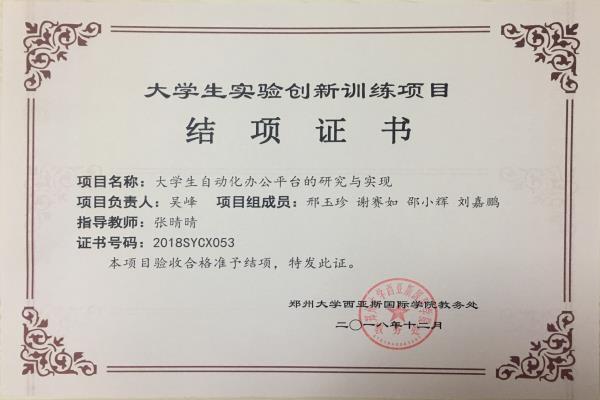 大学生实验创新训练项目
结项证书
项目名称：大学生自动化办公平台的研究与实现
项目负责人：吴峰 项目组成员：邢玉珍 谢赛如 邵小辉 刘嘉鹏
指导教师：张晴晴
证书号码：2018SYCX053
本项目验收合格准予结项，特发此证。
郑州大学西亚斯国际学院教务处
二〇一八年十二月